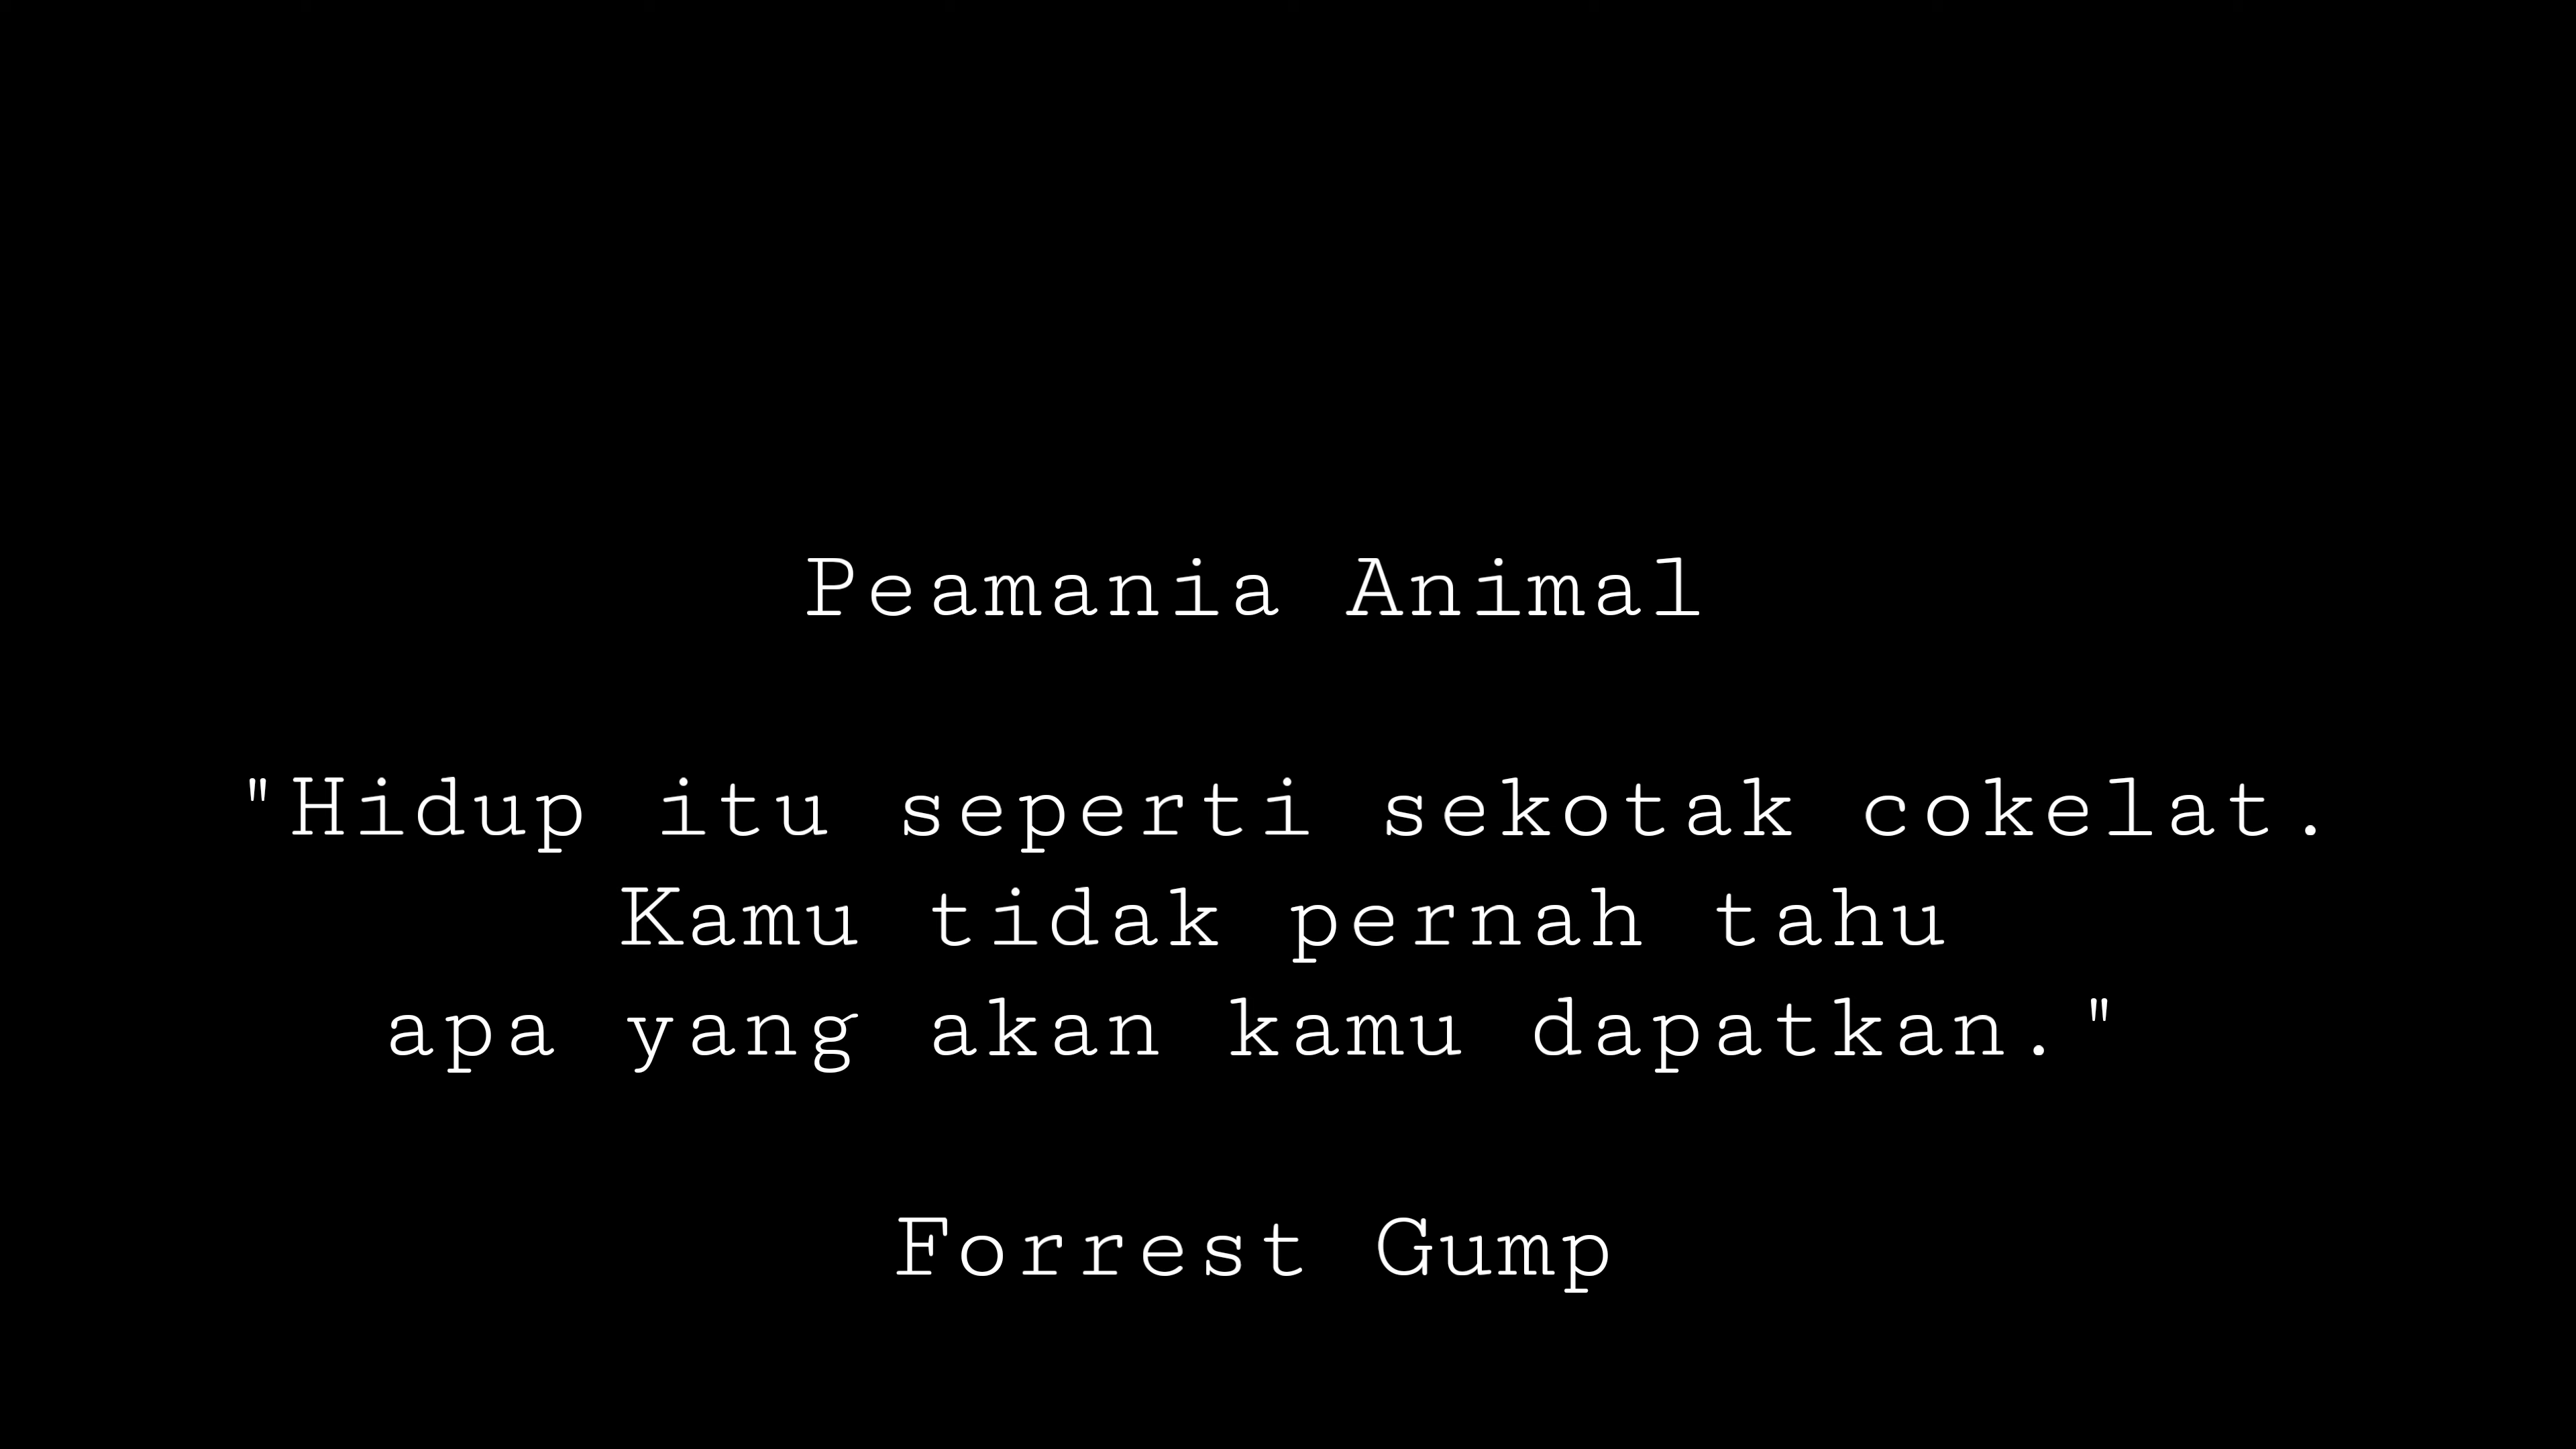 Peamania Animal
"Hidup itu seperti sekotak cokelat.
Kamu tidak pernah tahu
apa yang akan kamu dapatkan."
Forrest Gump